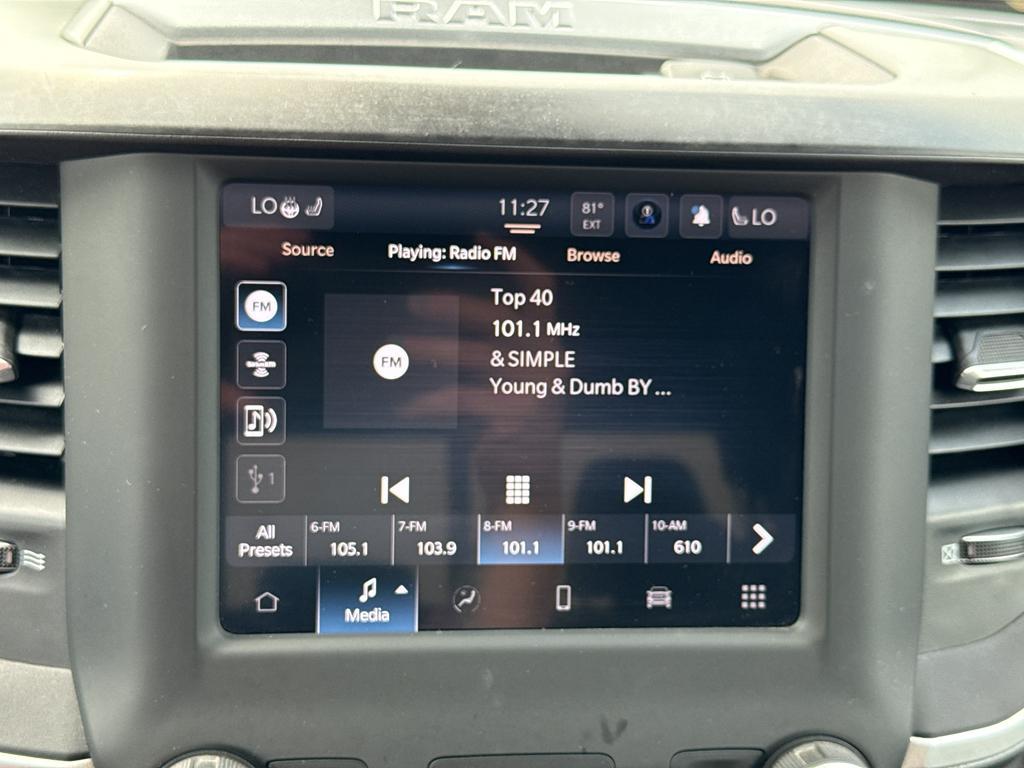 RAM
LO 11:27 81° EXT LO
Source Playing: Radio FM Browse Audio
FM
SiriusXM
1
FM
Top 40
101.1 MHz
& SIMPLE
Young & Dumb BY ...
All Presets
6-FM 105.1
7-FM 103.9
8-FM 101.1
9-FM 101.1
10-AM 610
Media